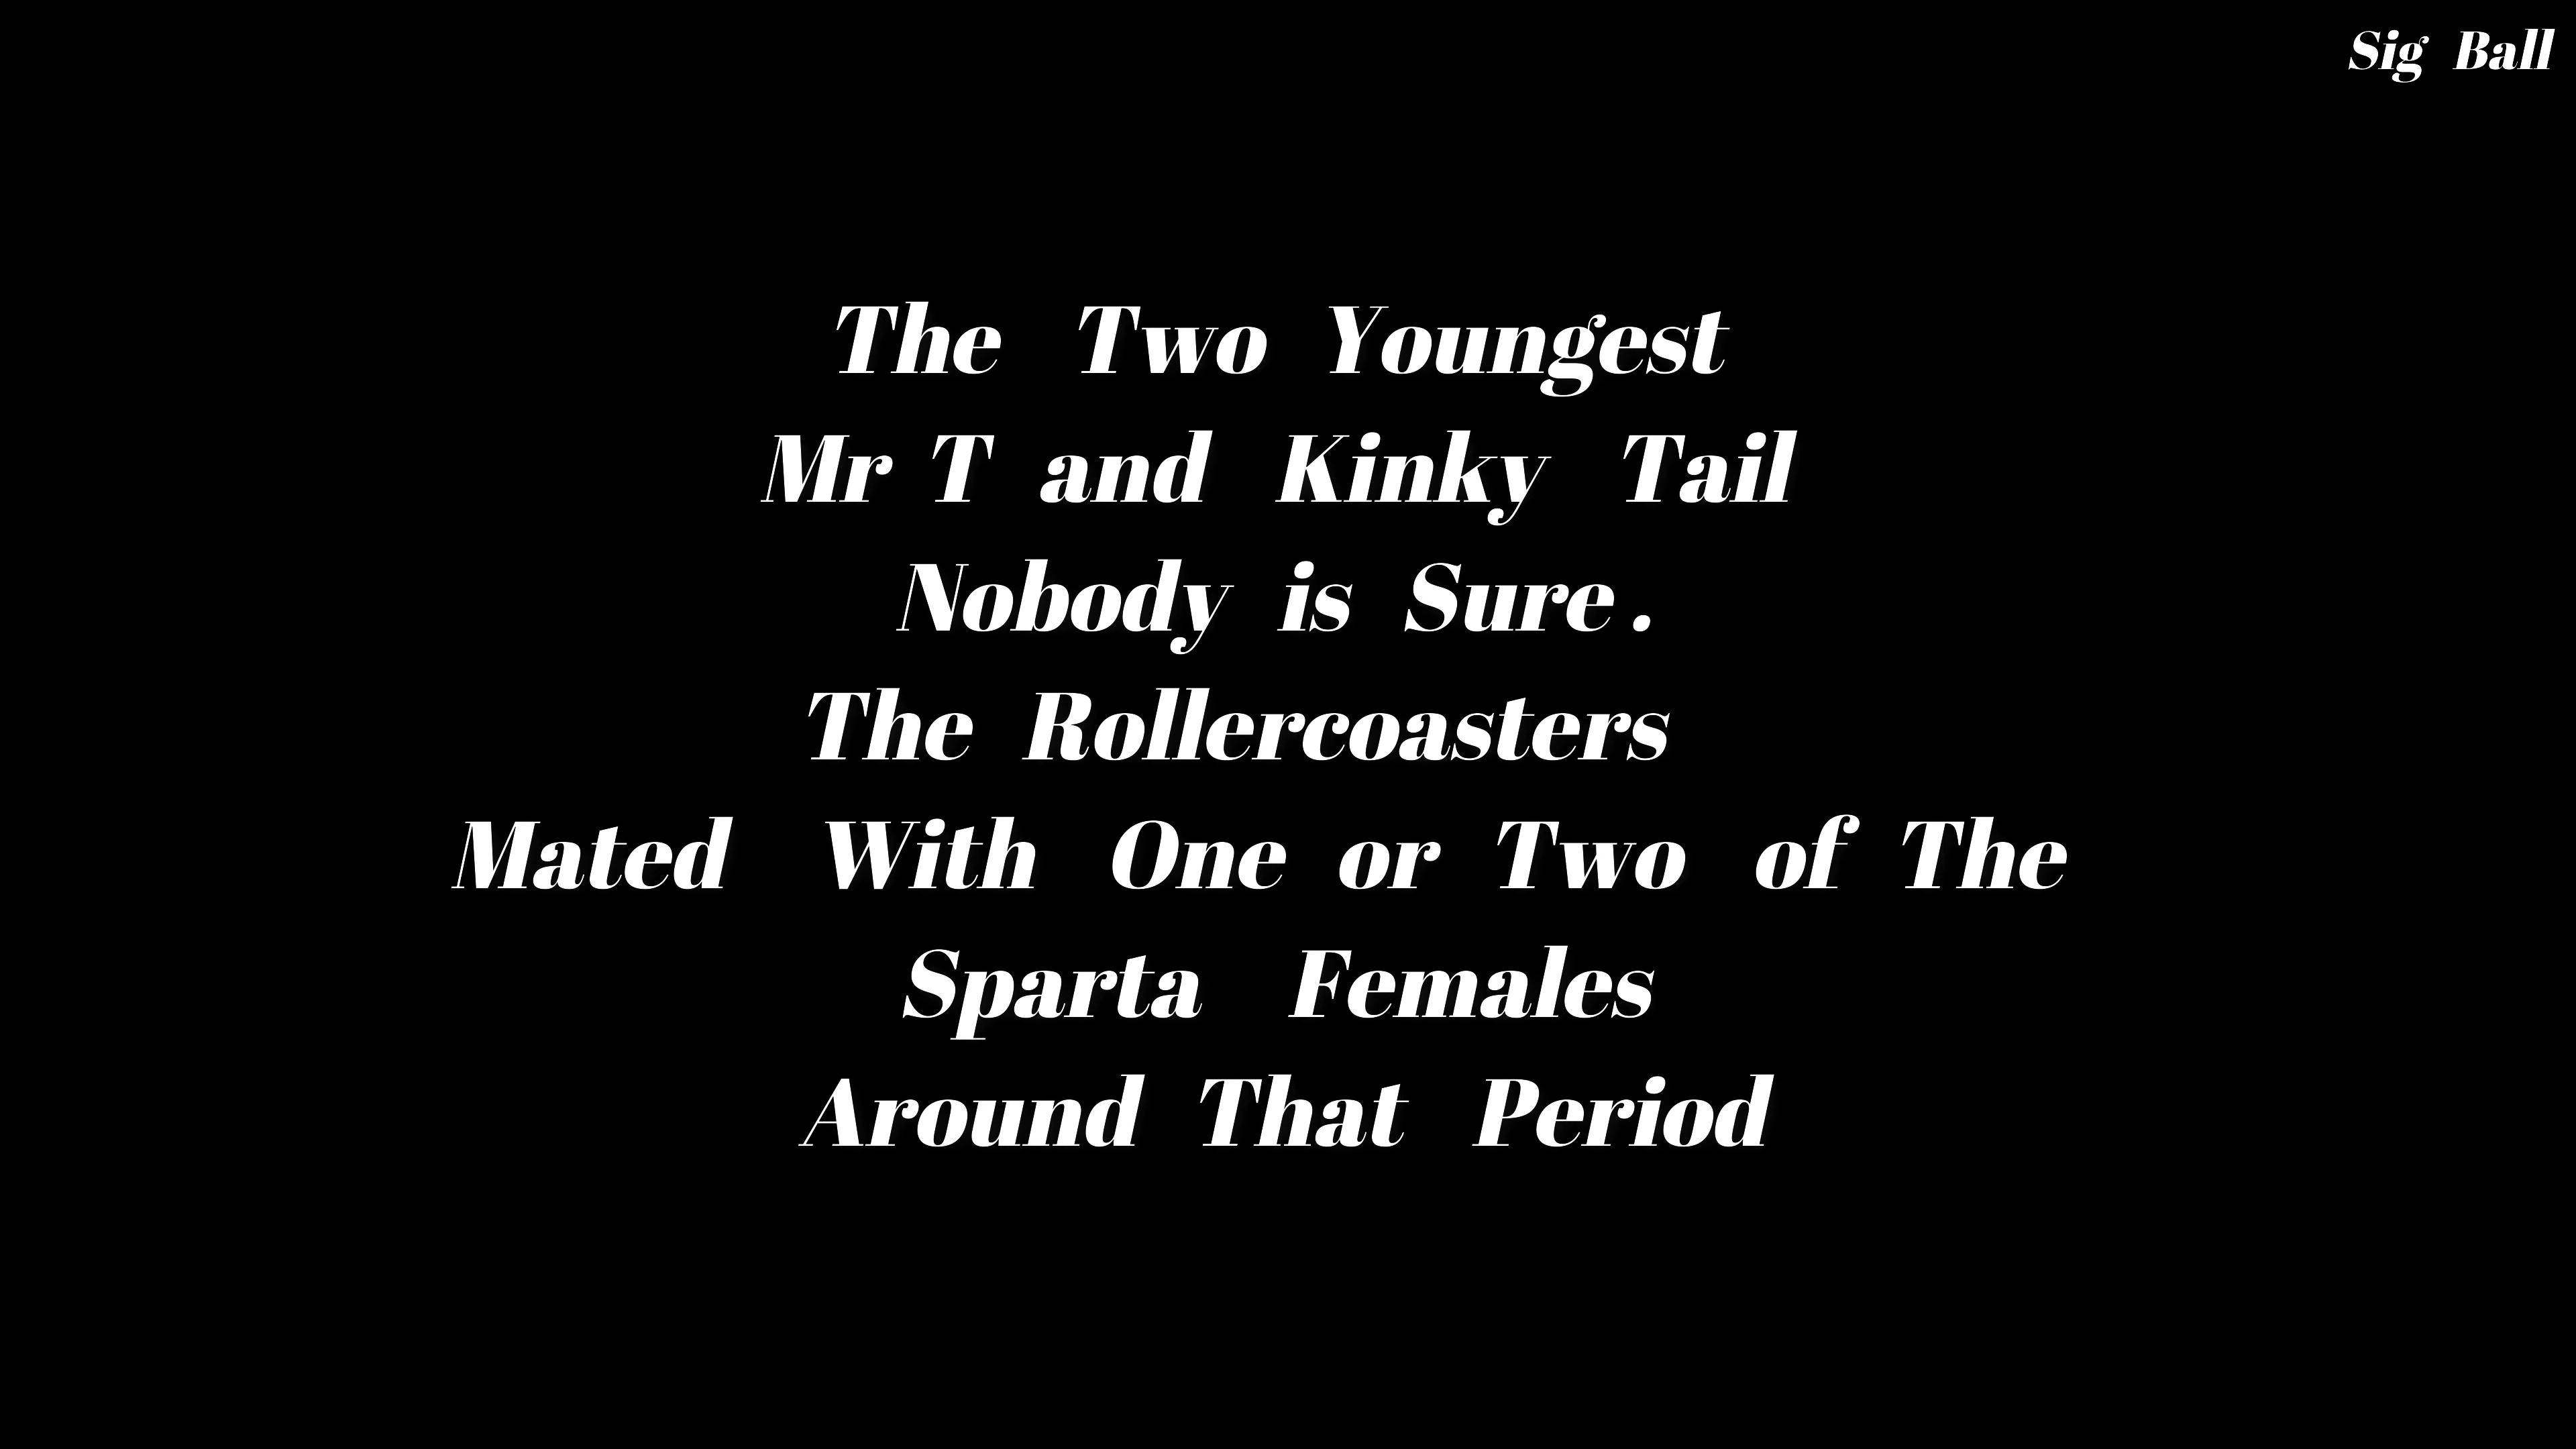 Sig Ball
The Two Youngest
Mr T and Kinky Tail
Nobody is Sure.
The Rollercoasters
Mated With One or Two of The
Sparta Females
Around That Period